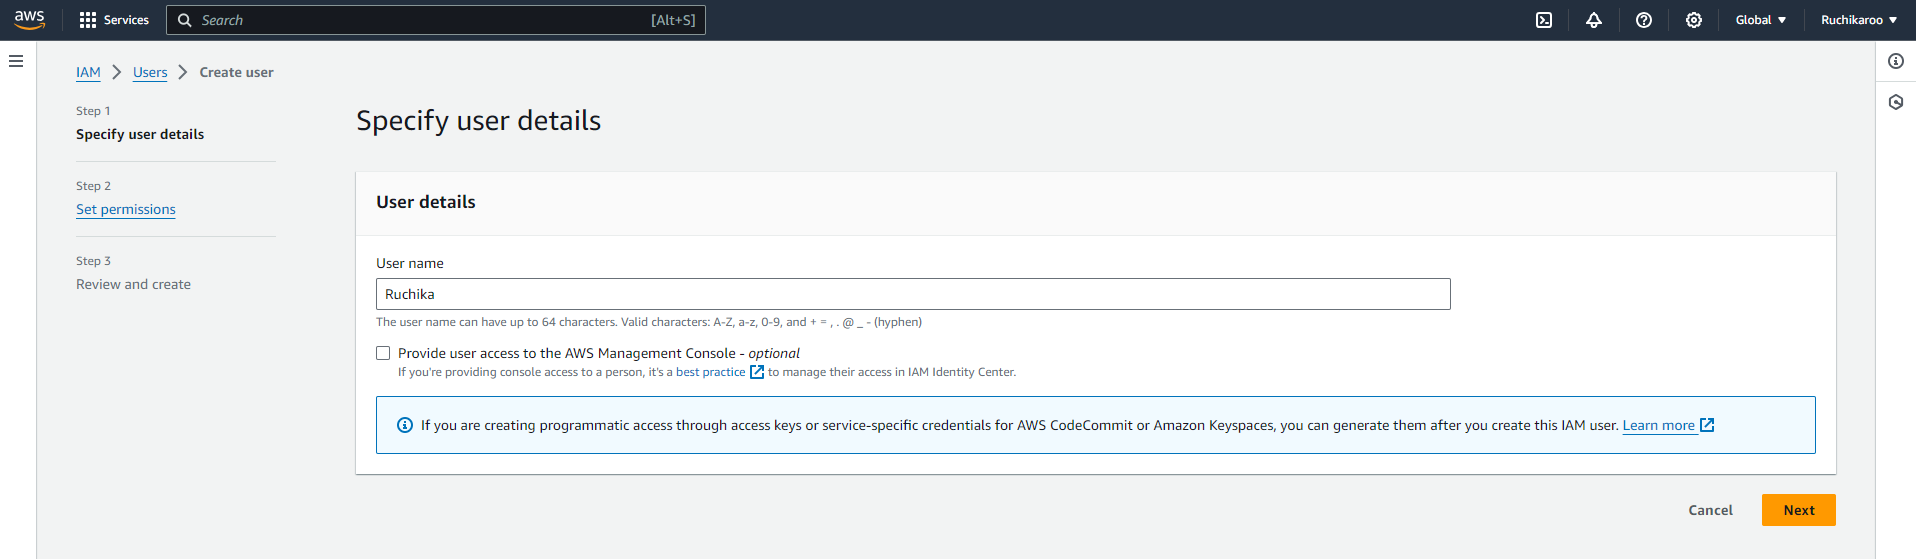 aws Services Search [Alt+S] Global Ruchikaroo
IAM Users Create user
Step 1
Specify user details
Step 2
Set permissions
Step 3
Review and create
Specify user details
User details
User name
Ruchika
The user name can have up to 64 characters. Valid characters: A-Z, a-z, 0-9, and + = , . @ _ - (hyphen)
Provide user access to the AWS Management Console - optional
If you're providing console access to a person, it's a best practice to manage their access in IAM Identity Center.
If you are creating programmatic access through access keys or service-specific credentials for AWS CodeCommit or Amazon Keyspaces, you can generate them after you create this IAM user. Learn more
Cancel Next